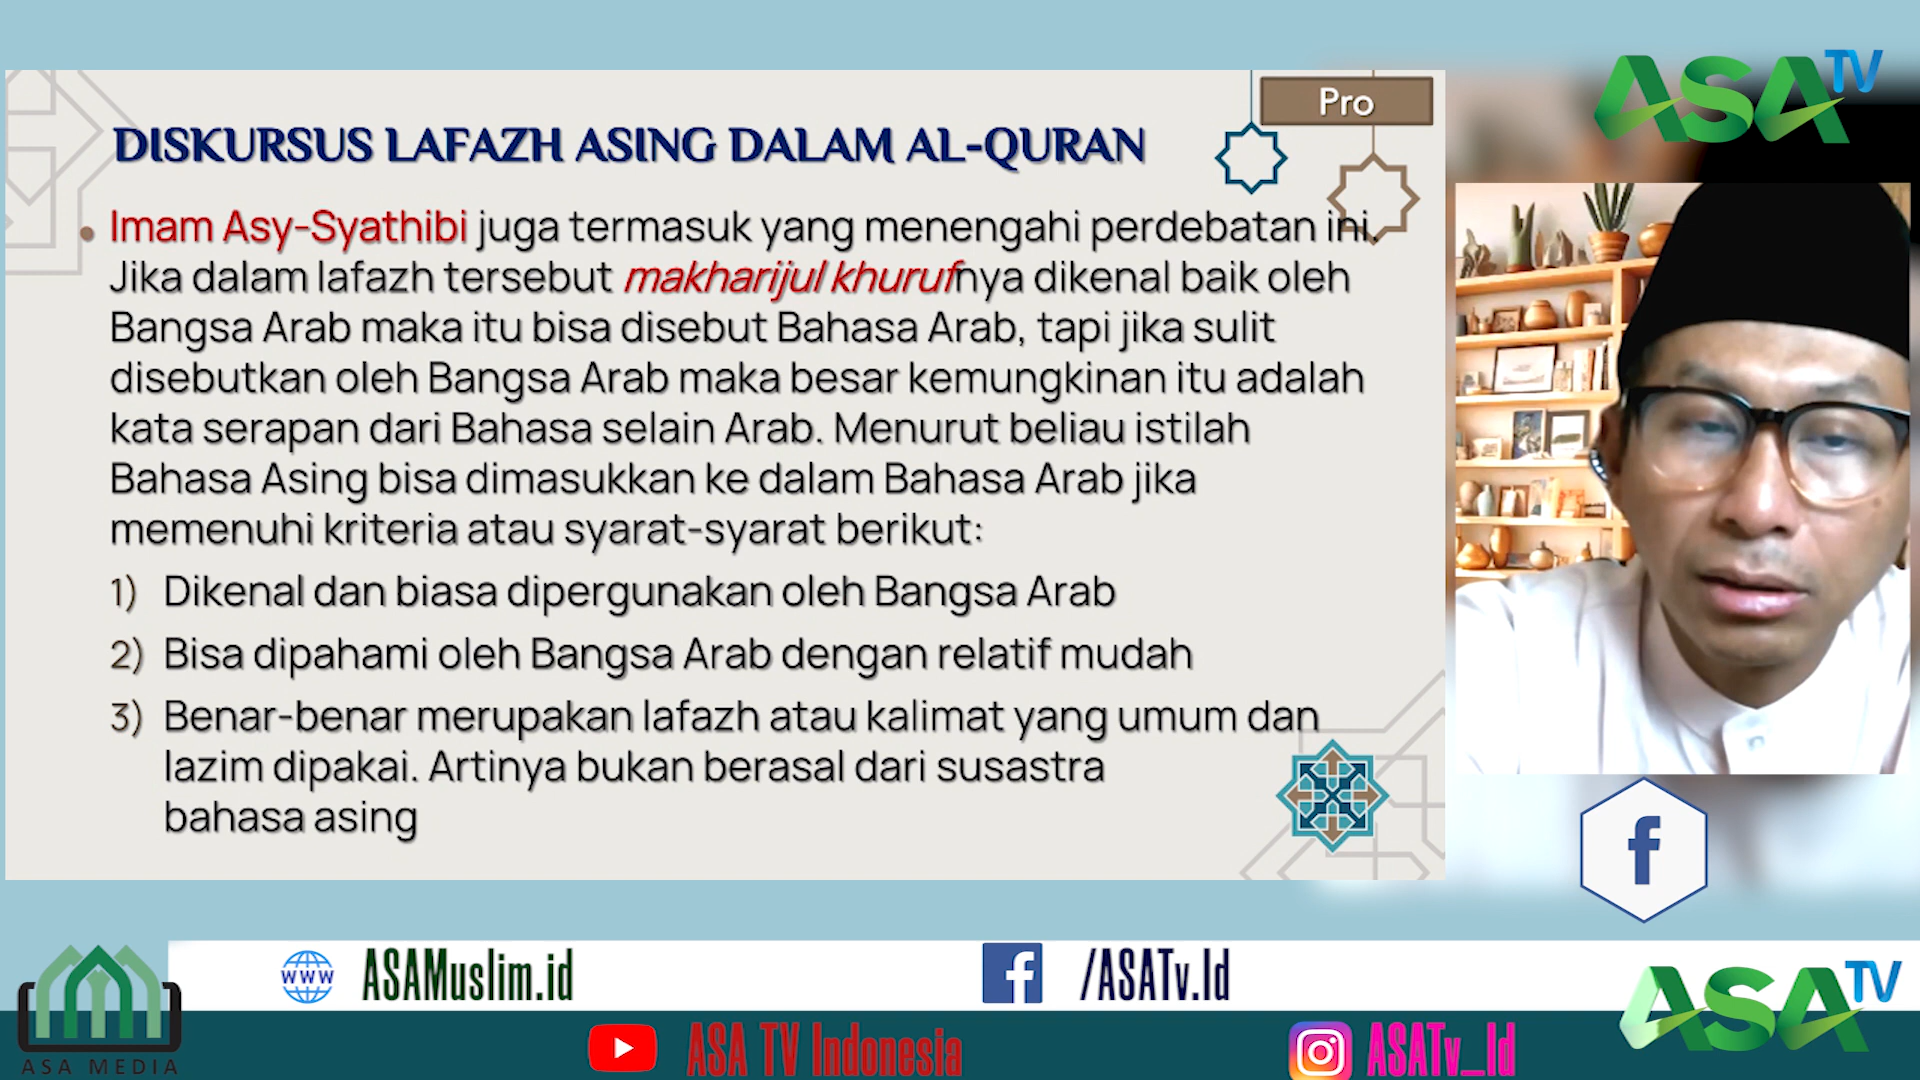 ASA TV
Pro
DISKURSUS LAFAZH ASING DALAM AL-QURAN
• Imam Asy-Syathibi juga termasuk yang menengahi perdebatan ini.
Jika dalam lafazh tersebut makharijul khurufnya dikenal baik oleh
Bangsa Arab maka itu bisa disebut Bahasa Arab, tapi jika sulit
disebutkan oleh Bangsa Arab maka besar kemungkinan itu adalah
kata serapan dari Bahasa selain Arab. Menurut beliau istilah
Bahasa Asing bisa dimasukkan ke dalam Bahasa Arab jika
memenuhi kriteria atau syarat-syarat berikut:
1) Dikenal dan biasa dipergunakan oleh Bangsa Arab
2) Bisa dipahami oleh Bangsa Arab dengan relatif mudah
3) Benar-benar merupakan lafazh atau kalimat yang umum dan
lazim dipakai. Artinya bukan berasal dari susastra
bahasa asing
f
www ASAMuslim.id
f /ASATv.Id
ASA TV
ASA TV Indonesia
ASATv_Id
ASA MEDIA